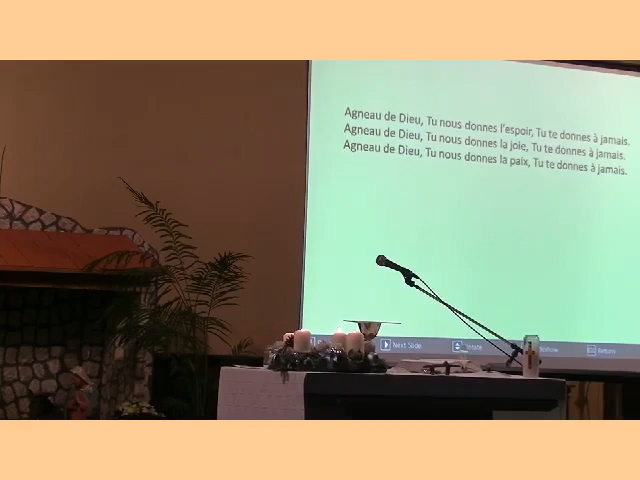 Agneau de Dieu, Tu nous donnes l'espoir, Tu te donnes à jamais.
Agneau de Dieu, Tu nous donnes la joie, Tu te donnes à jamais.
Agneau de Dieu, Tu nous donnes la paix, Tu te donnes à jamais.
Next Slide Return